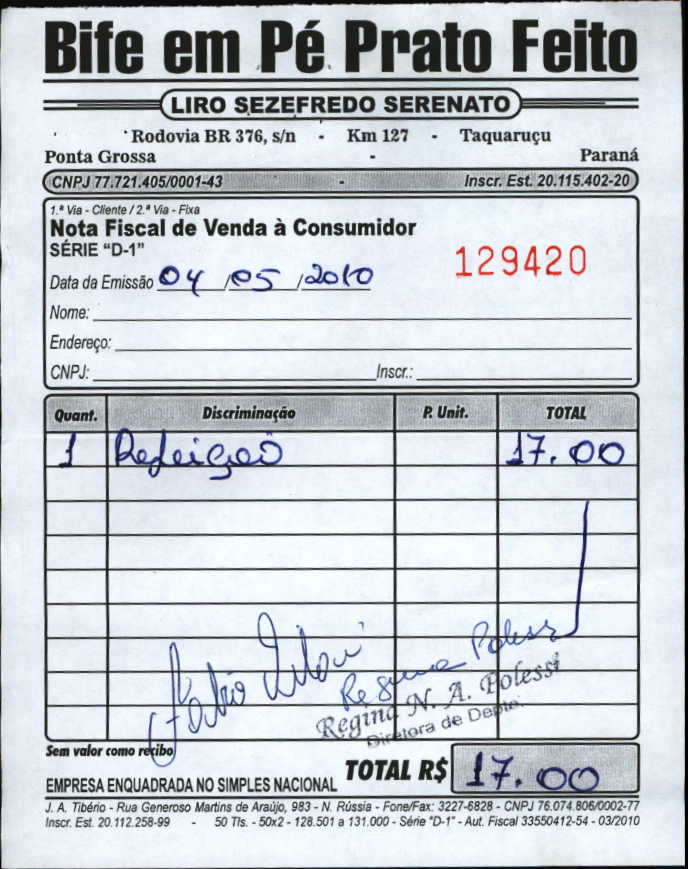 Bife em Pé Prato Feito
LIRO SEZEFREDO SERENATO
Rodovia BR 376, s/n - Km 127 - Taquaruçu
Ponta Grossa - Paraná
CNPJ 77.721.405/0001-43 - Inscr. Est. 20.115.402-20
1.ª Via - Cliente / 2.ª Via - Fixa
Nota Fiscal de Venda à Consumidor
SÉRIE "D-1"
129420
Data da Emissão 04/05/2010
Nome:
Endereço:
CNPJ: Inscr.:
Quant. Discriminação P. Unit. TOTAL
1 Refeição 17.00
Fabio
Regina Polessi
Regina N. A. Polessi
Diretora de Depto.
Sem valor como recibo
EMPRESA ENQUADRADA NO SIMPLES NACIONAL TOTAL R$ 17.00
J. A. Tibério - Rua Generoso Martins de Araújo, 983 - N. Rússia - Fone/Fax: 3227-6828 - CNPJ 76.074.806/0002-77
Inscr. Est. 20.112.258-99 - 50 Tls. - 50x2 - 128.501 a 131.000 - Série "D-1" - Aut. Fiscal 33550412-54 - 03/2010